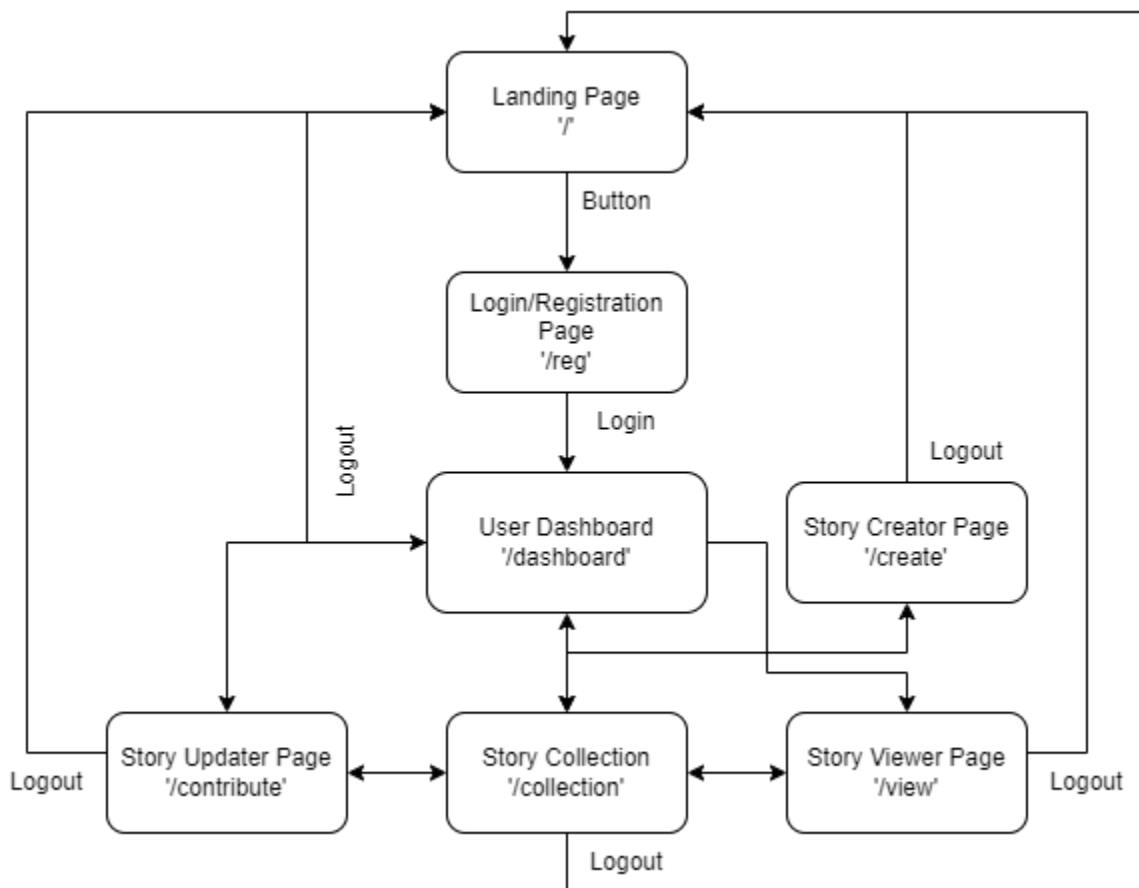 Landing Page
'/'
Button
Login/Registration
Page
'/reg'
Login
Logout
Logout
User Dashboard
'/dashboard'
Story Creator Page
'/create'
Story Updater Page
'/contribute'
Story Collection
'/collection'
Story Viewer Page
'/view'
Logout
Logout
Logout